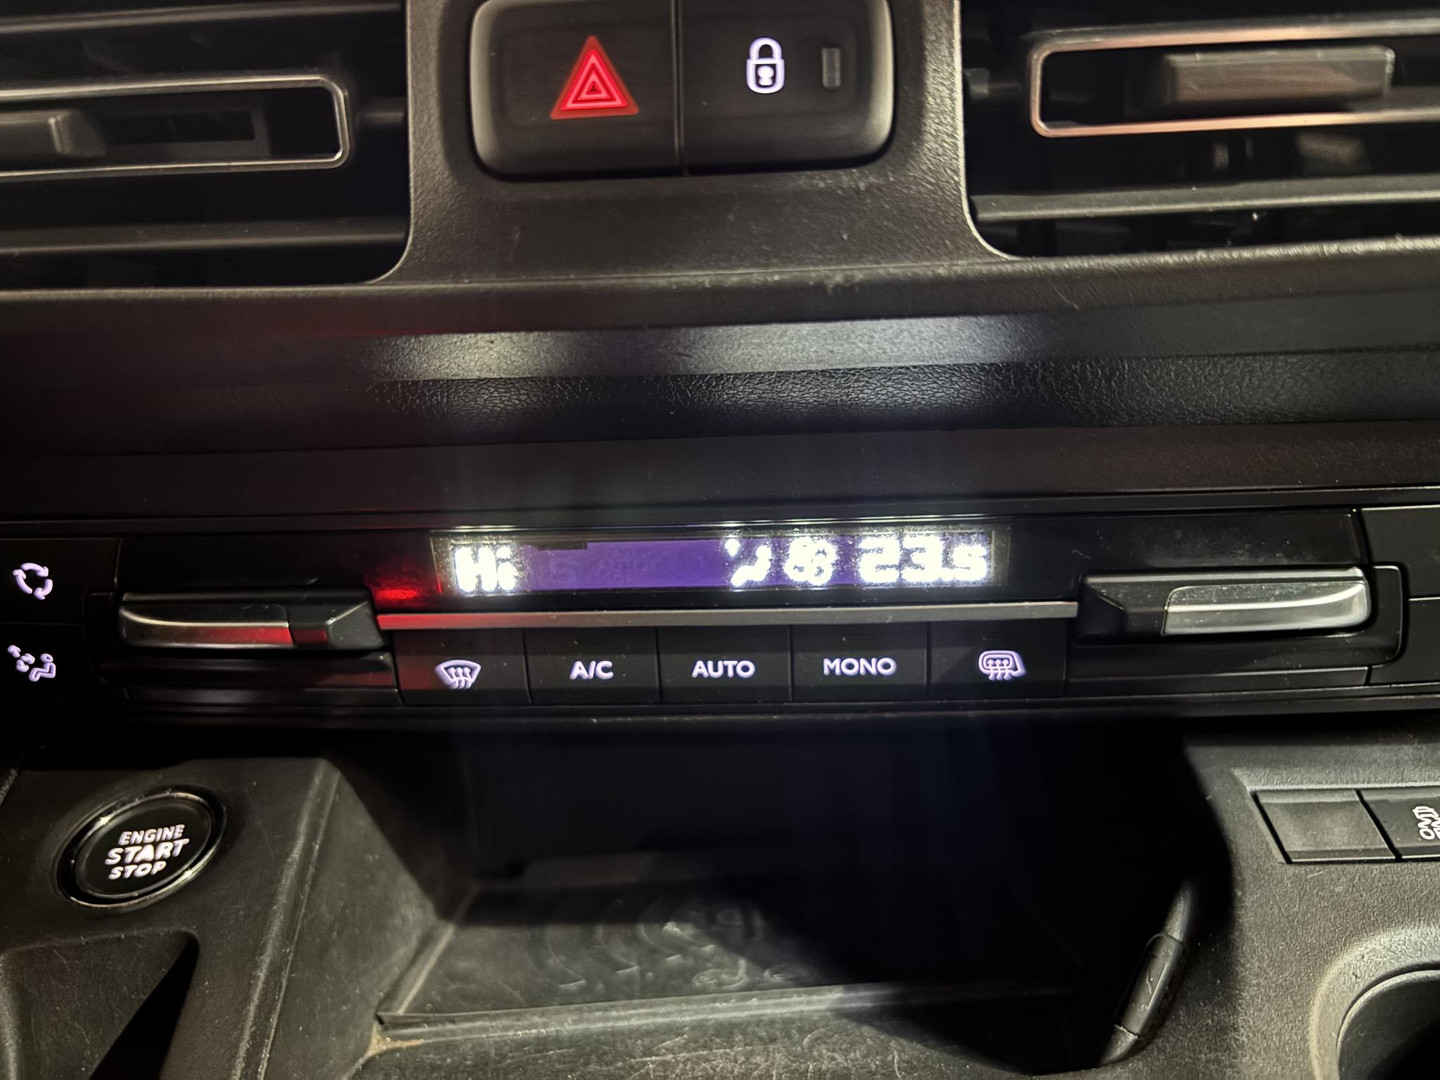 Hi 23.5
A/C AUTO MONO
ENGINE
START
STOP